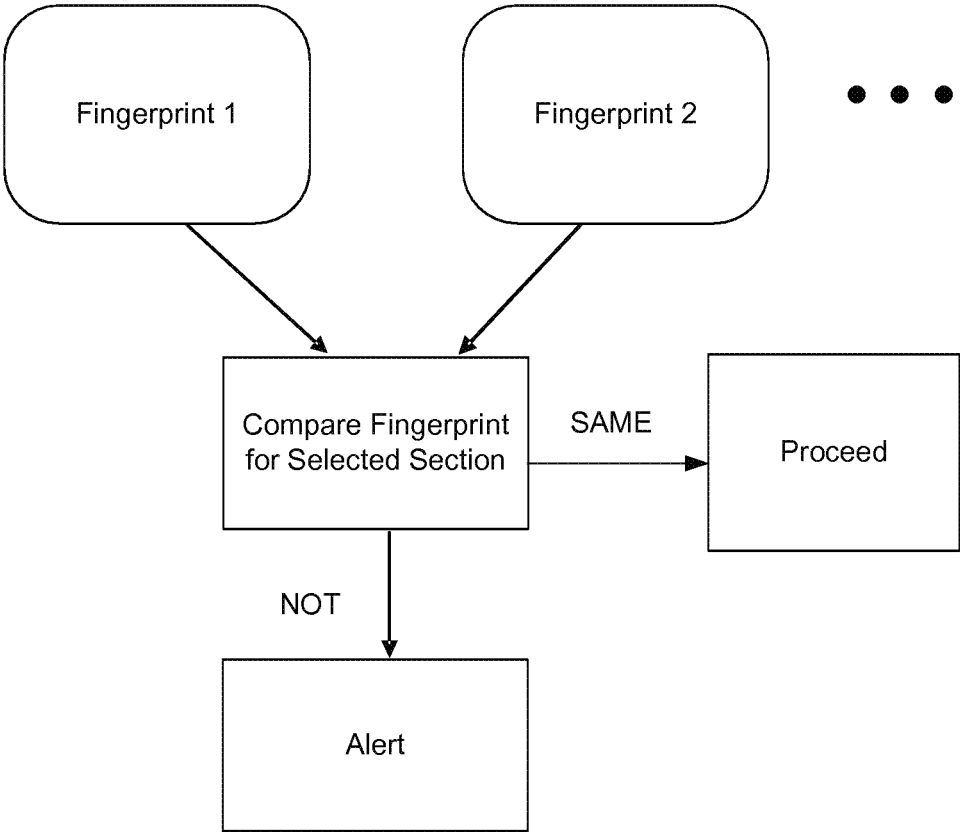 Fingerprint 1
Fingerprint 2
Compare Fingerprint
for Selected Section
SAME
Proceed
NOT
Alert